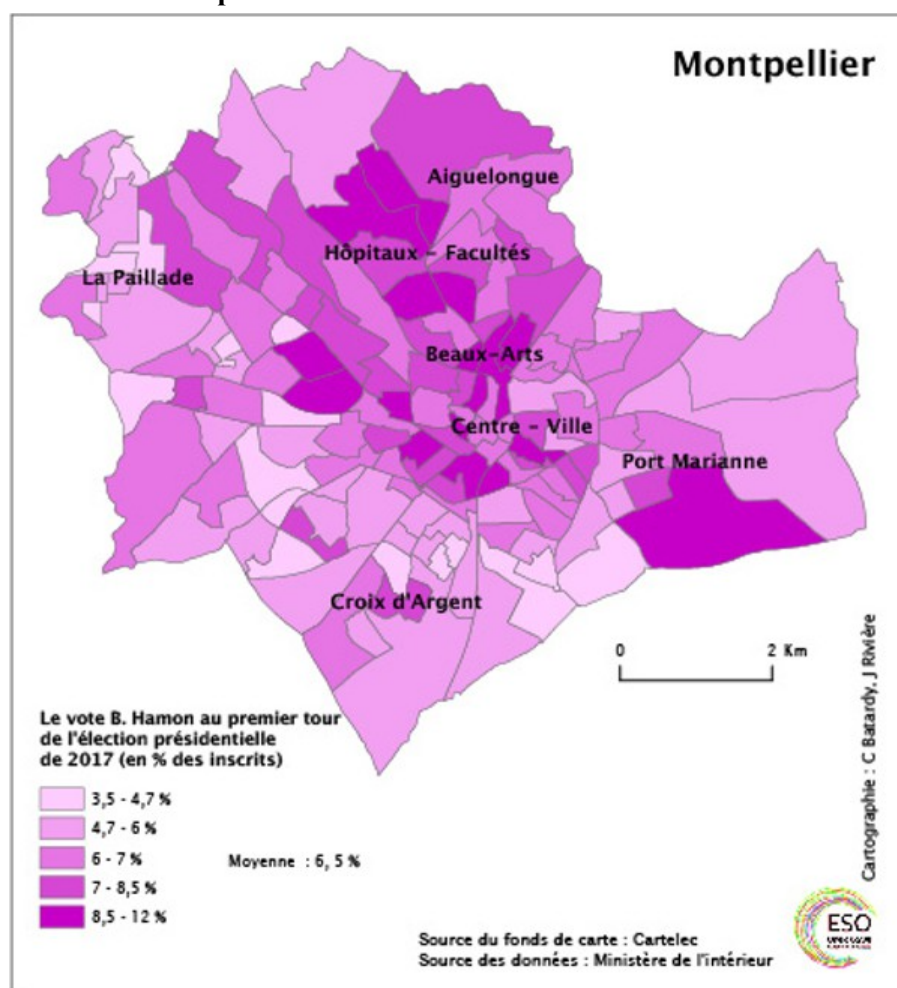 Montpellier
Aiguelongue
Hôpitaux - Facultés
La Paillade
Beaux-Arts
Centre - Ville
Port Marianne
Croix d'Argent
0 2 Km
Le vote B. Hamon au premier tour
de l'élection présidentielle
de 2017 (en % des inscrits)
3,5 - 4,7 %
4,7 - 6 %
6 - 7 %
7 - 8,5 %
8,5 - 12 %
Moyenne : 6, 5 %
Cartographie : C Batardy, J Rivière
ESO
Source du fonds de carte : Cartelec
Source des données : Ministère de l'intérieur